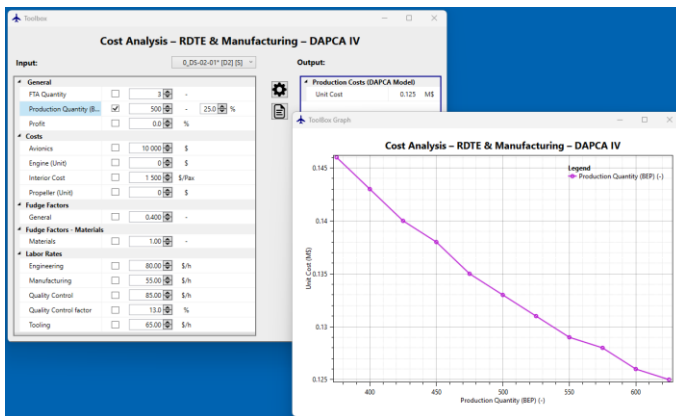 ToolBox
Cost Analysis – RDTE & Manufacturing – DAPCA IV
Input:
0_DS-02-01* [D2] [S]
Output:
General
FTA Quantity 3 -
Production Quantity (B... 500 - 25.0 %
Profit 0.0 %
Costs
Avionics 10 000 $
Engine (Unit) 0 $
Interior Cost 1 500 $/Pax
Propeller (Unit) 0 $
Fudge Factors
General 0.400 -
Fudge Factors - Materials
Materials 1.00 -
Labor Rates
Engineering 80.00 $/h
Manufacturing 55.00 $/h
Quality Control 85.00 $/h
Quality Control factor 13.0 %
Tooling 65.00 $/h
Production Costs (DAPCA Model)
Unit Cost 0.125 M$
ToolBox Graph
Cost Analysis – RDTE & Manufacturing – DAPCA IV
Legend
Production Quantity (BEP) (-)
Unit Cost (M$)
0.145
0.14
0.135
0.13
0.125
400 450 500 550 600
Production Quantity (BEP) (-)